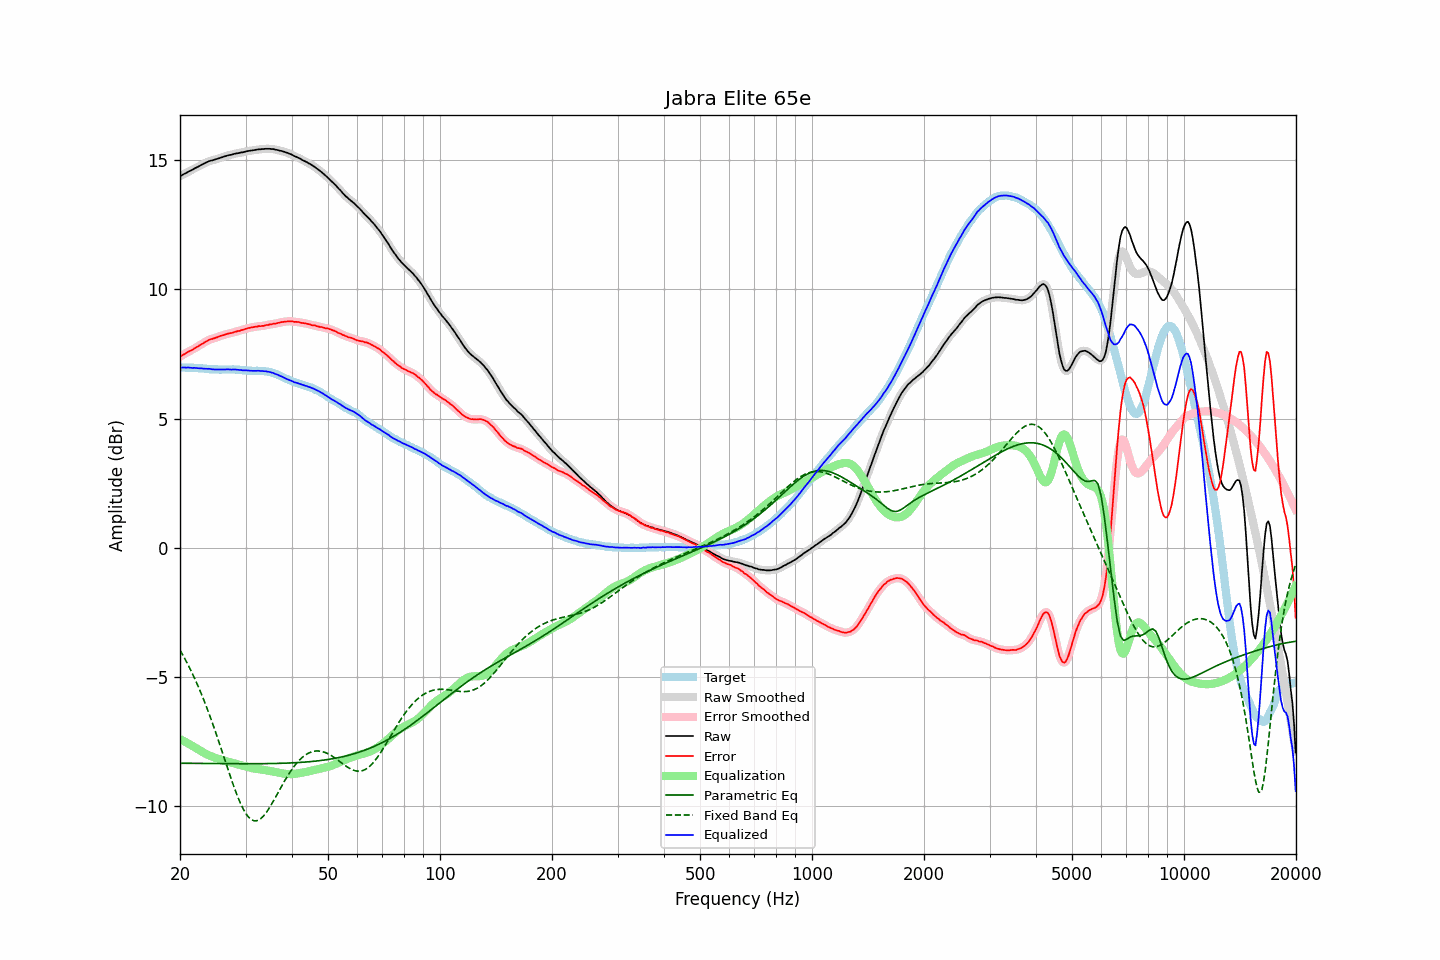 Jabra Elite 65e
Amplitude (dBr)
15
10
5
0
−5
−10
Target
Raw Smoothed
Error Smoothed
Raw
Error
Equalization
Parametric Eq
Fixed Band Eq
Equalized
20 50 100 200 500 1000 2000 5000 10000 20000
Frequency (Hz)